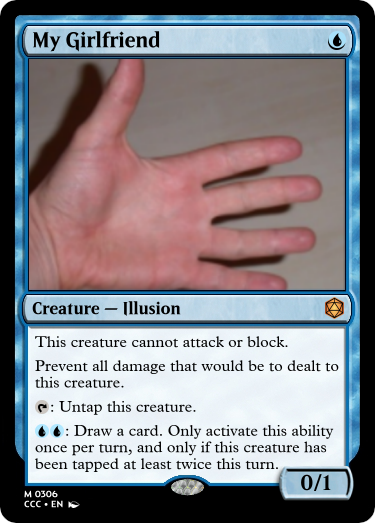 My Girlfriend
Creature — Illusion
This creature cannot attack or block.
Prevent all damage that would be to dealt to
this creature.
: Untap this creature.
: Draw a card. Only activate this ability
once per turn, and only if this creature has
been tapped at least twice this turn.
0/1
M 0306
CCC • EN